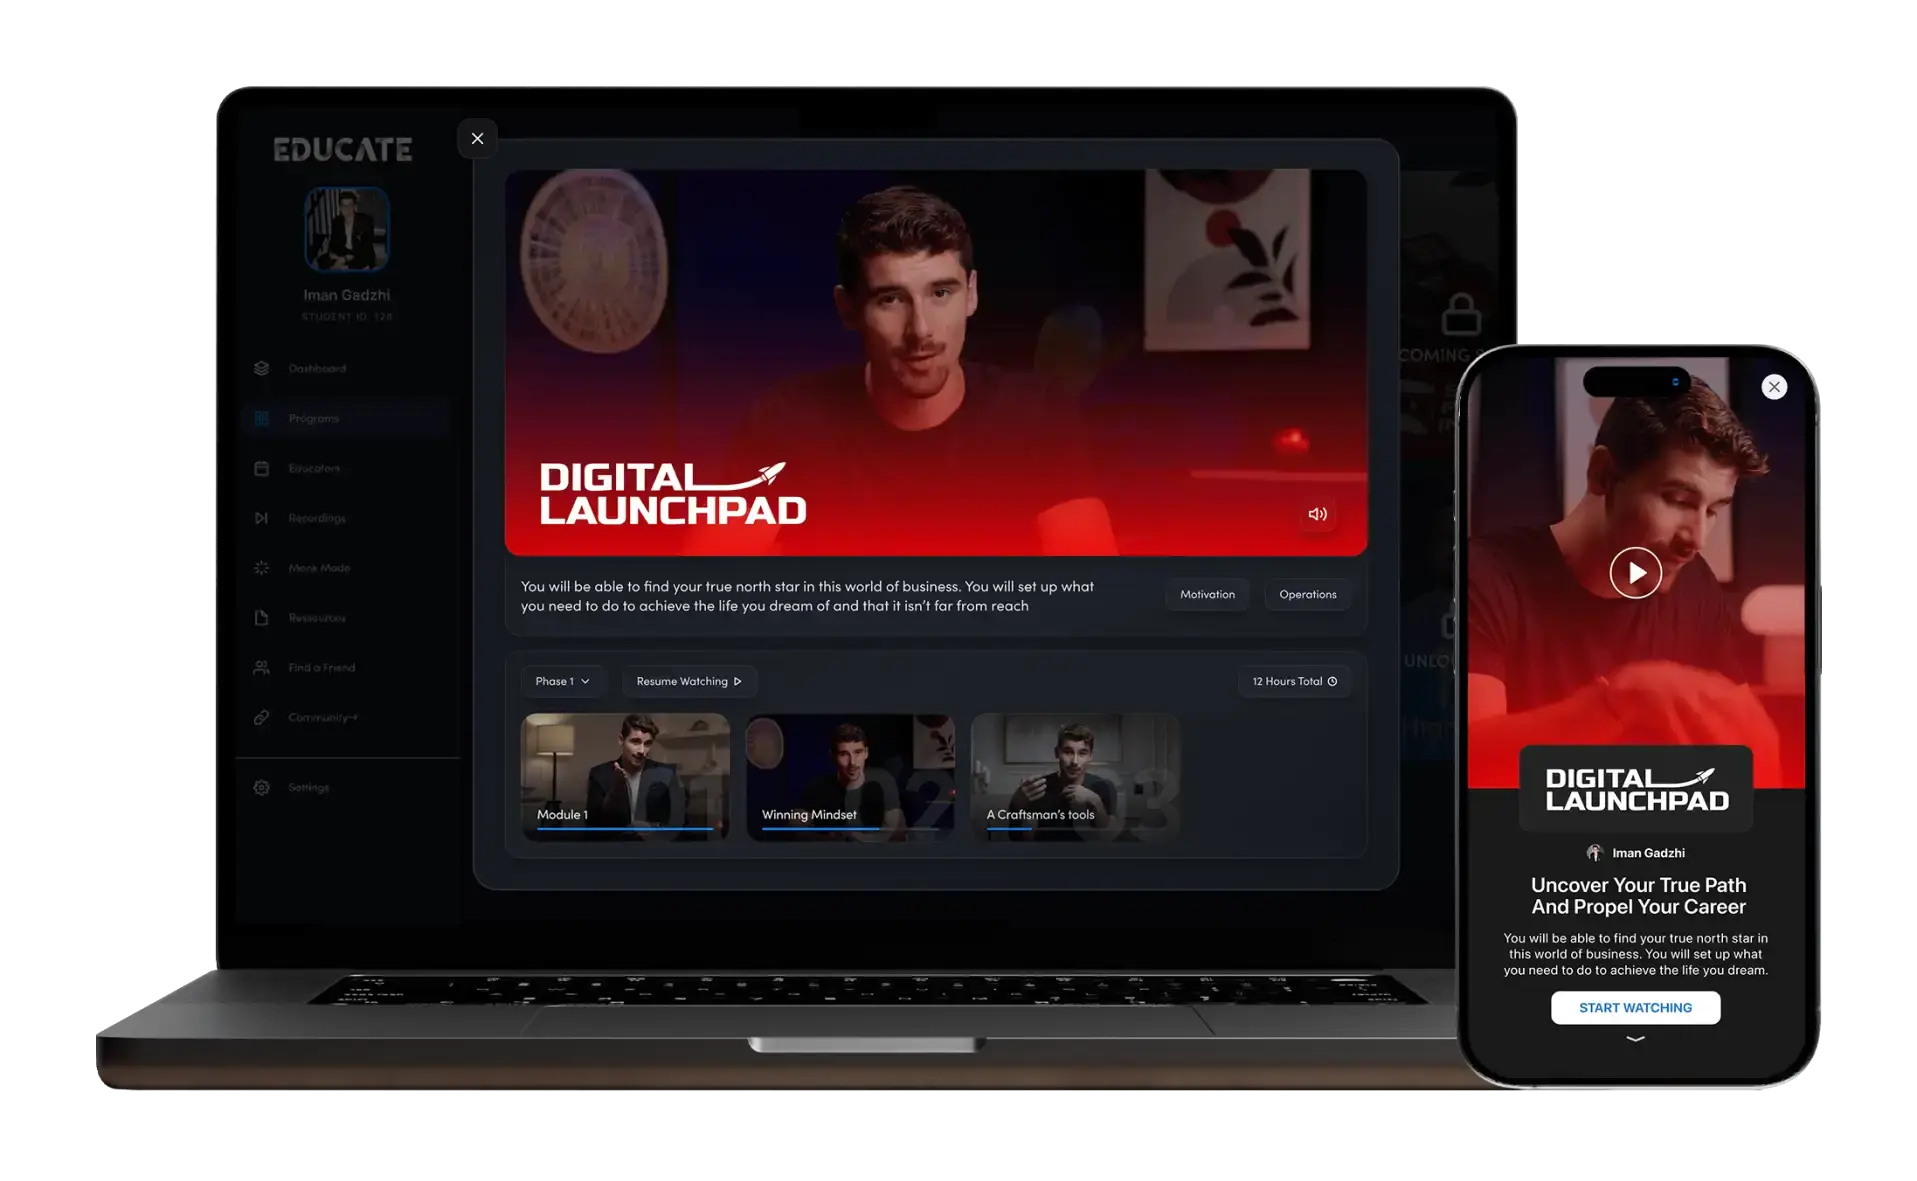 EDUCATE
Iman Gadzhi
STUDENT ID: 128
Dashboard
Programs
Educators
Recordings
Monk Mode
Resources
Find a Friend
Community
Settings
DIGITAL
LAUNCHPAD
You will be able to find your true north star in this world of business. You will set up what
you need to do to achieve the life you dream of and that it isn't far from reach
Motivation
Operations
Phase 1
Resume Watching
12 Hours Total
01
Module 1
02
Winning Mindset
03
A Craftsman's tools
COMING
DIGITAL
LAUNCHPAD
Iman Gadzhi
Uncover Your True Path
And Propel Your Career
You will be able to find your true north star in
this world of business. You will set up what
you need to do to achieve the life you dream.
START WATCHING